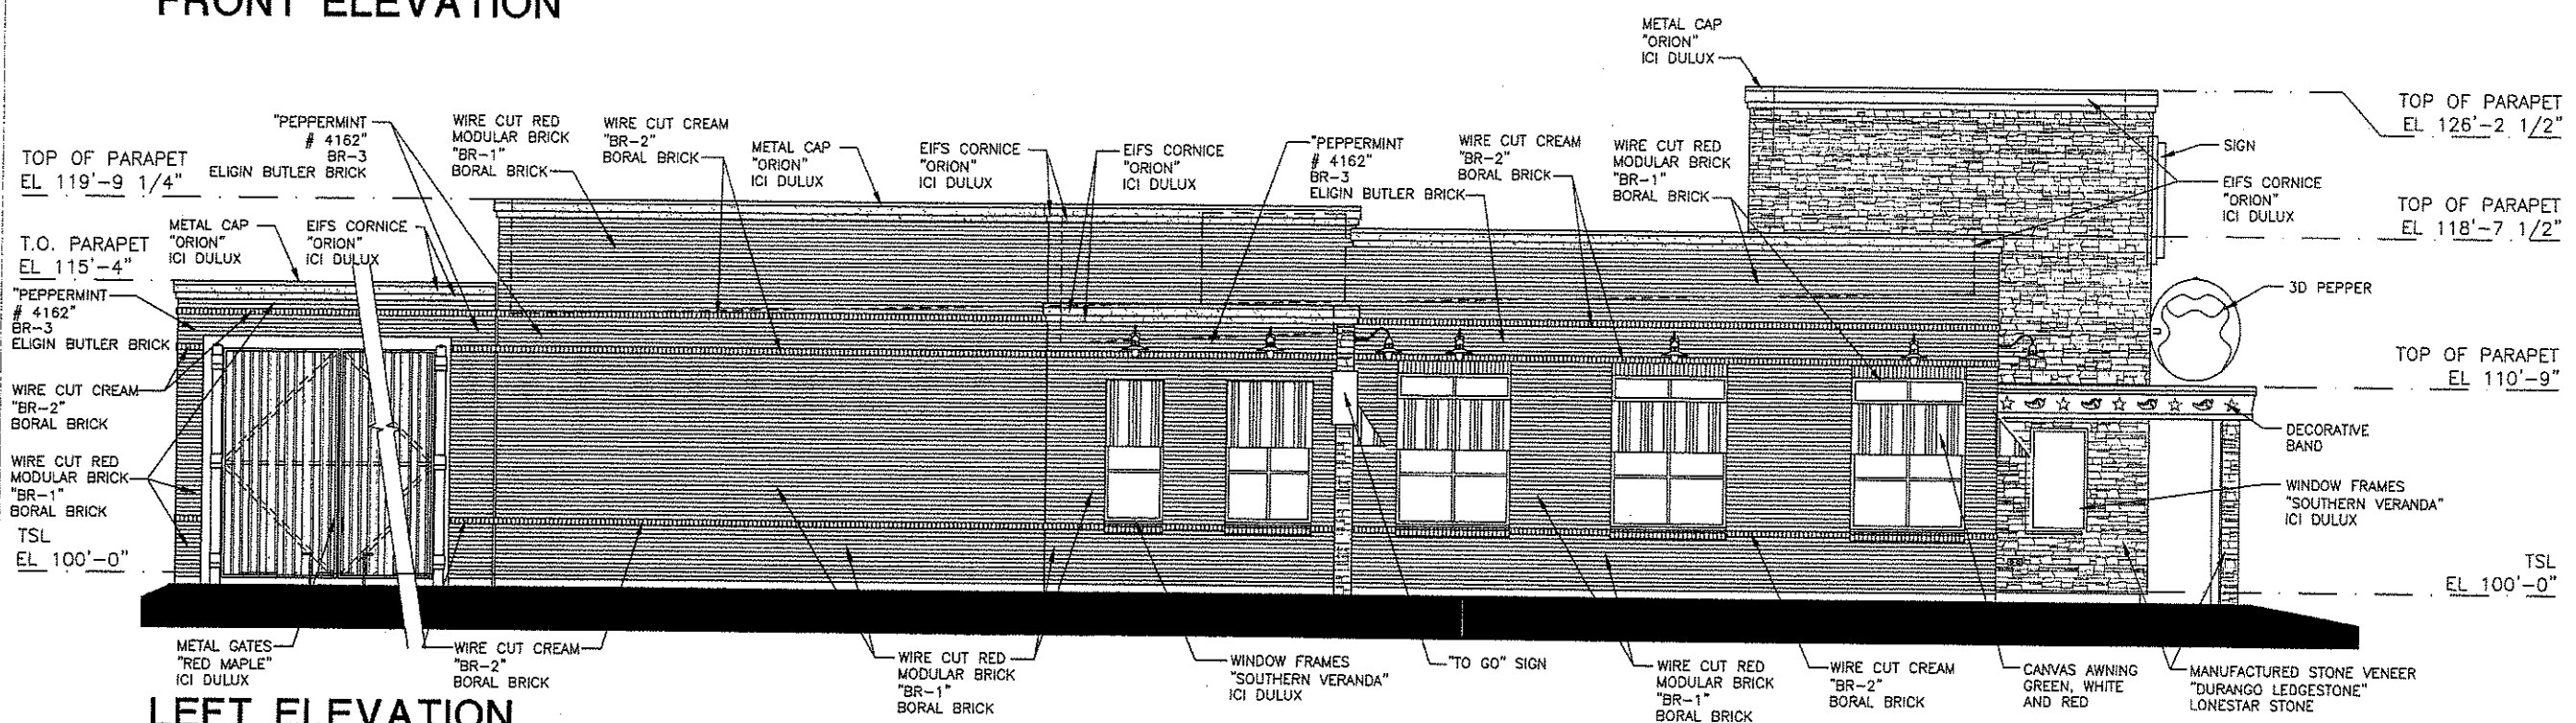 FRONT ELEVATION
METAL CAP
"ORION"
ICI DULUX
TOP OF PARAPET
EL 126'-2 1/2"
SIGN
EIFS CORNICE
"ORION"
ICI DULUX
TOP OF PARAPET
EL 118'-7 1/2"
3D PEPPER
TOP OF PARAPET
EL 110'-9"
DECORATIVE
BAND
WINDOW FRAMES
"SOUTHERN VERANDA"
ICI DULUX
TSL
EL 100'-0"
"PEPPERMINT
# 4162"
BR-3
ELIGIN BUTLER BRICK
WIRE CUT RED
MODULAR BRICK
"BR-1"
BORAL BRICK
WIRE CUT CREAM
"BR-2"
BORAL BRICK
METAL CAP
"ORION"
ICI DULUX
EIFS CORNICE
"ORION"
ICI DULUX
EIFS CORNICE
"ORION"
ICI DULUX
"PEPPERMINT
# 4162"
BR-3
ELIGIN BUTLER BRICK
WIRE CUT CREAM
"BR-2"
BORAL BRICK
WIRE CUT RED
MODULAR BRICK
"BR-1"
BORAL BRICK
TOP OF PARAPET
EL 119'-9 1/4"
METAL CAP
"ORION"
ICI DULUX
EIFS CORNICE
"ORION"
ICI DULUX
T.O. PARAPET
EL 115'-4"
"PEPPERMINT
# 4162"
BR-3
ELIGIN BUTLER BRICK
WIRE CUT CREAM
"BR-2"
BORAL BRICK
WIRE CUT RED
MODULAR BRICK
"BR-1"
BORAL BRICK
TSL
EL 100'-0"
METAL GATES
"RED MAPLE"
ICI DULUX
WIRE CUT CREAM
"BR-2"
BORAL BRICK
WIRE CUT RED
MODULAR BRICK
"BR-1"
BORAL BRICK
WINDOW FRAMES
"SOUTHERN VERANDA"
ICI DULUX
"TO GO" SIGN
WIRE CUT RED
MODULAR BRICK
"BR-1"
BORAL BRICK
WIRE CUT CREAM
"BR-2"
BORAL BRICK
CANVAS AWNING
GREEN, WHITE
AND RED
MANUFACTURED STONE VENEER
"DURANGO LEDGESTONE"
LONESTAR STONE
LEFT ELEVATION